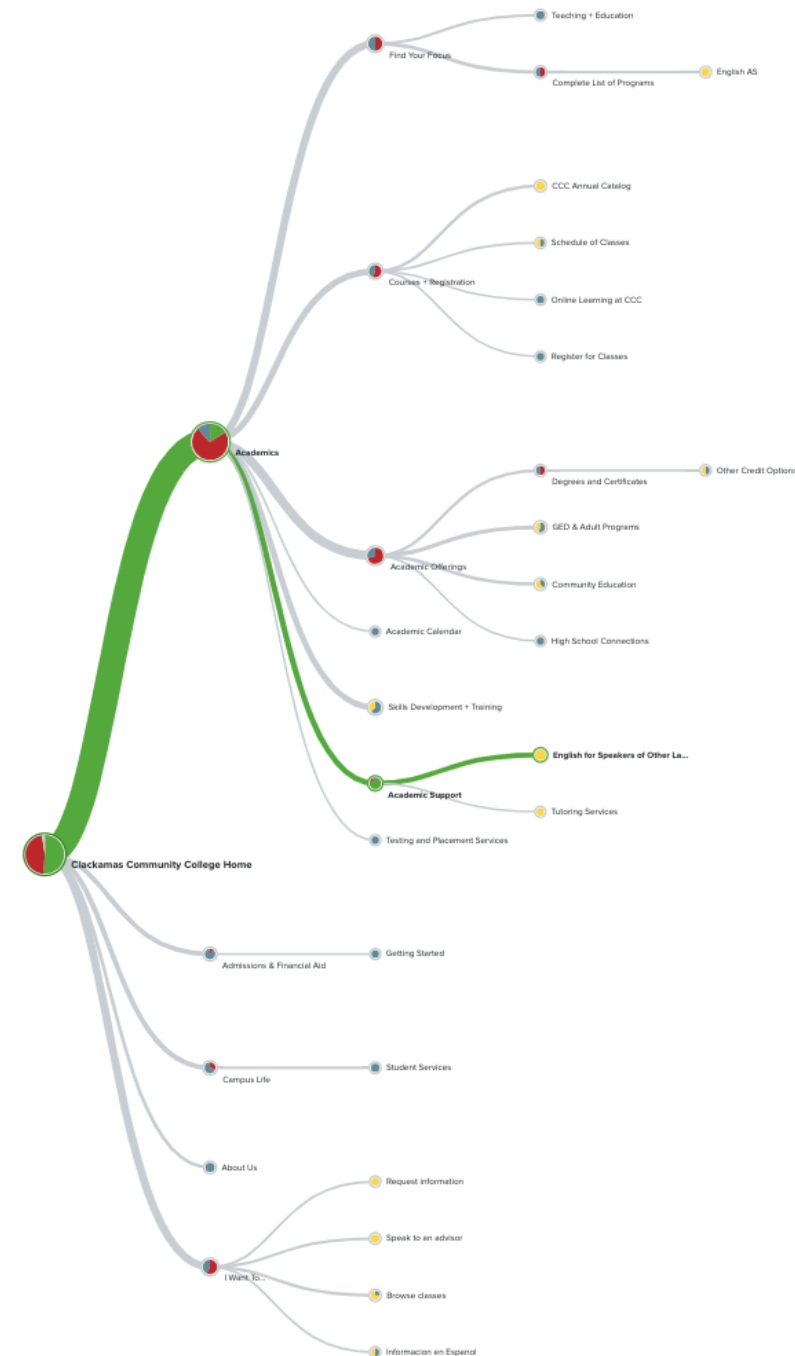 Teaching + Education
Find Your Focus
English AS
Complete List of Programs
CCC Annual Catalog
Schedule of Classes
Courses + Registration
Online Learning at CCC
Register for Classes
Academics
Degrees and Certificates
Other Credit Options
GED & Adult Programs
Academic Offerings
Community Education
Academic Calendar
High School Connections
Skills Development + Training
English for Speakers of Other La...
Academic Support
Tutoring Services
Testing and Placement Services
Clackamas Community College Home
Getting Started
Admissions & Financial Aid
Student Services
Campus Life
About Us
Request information
Speak to an advisor
I Want To...
Browse classes
Informacion en Espanol